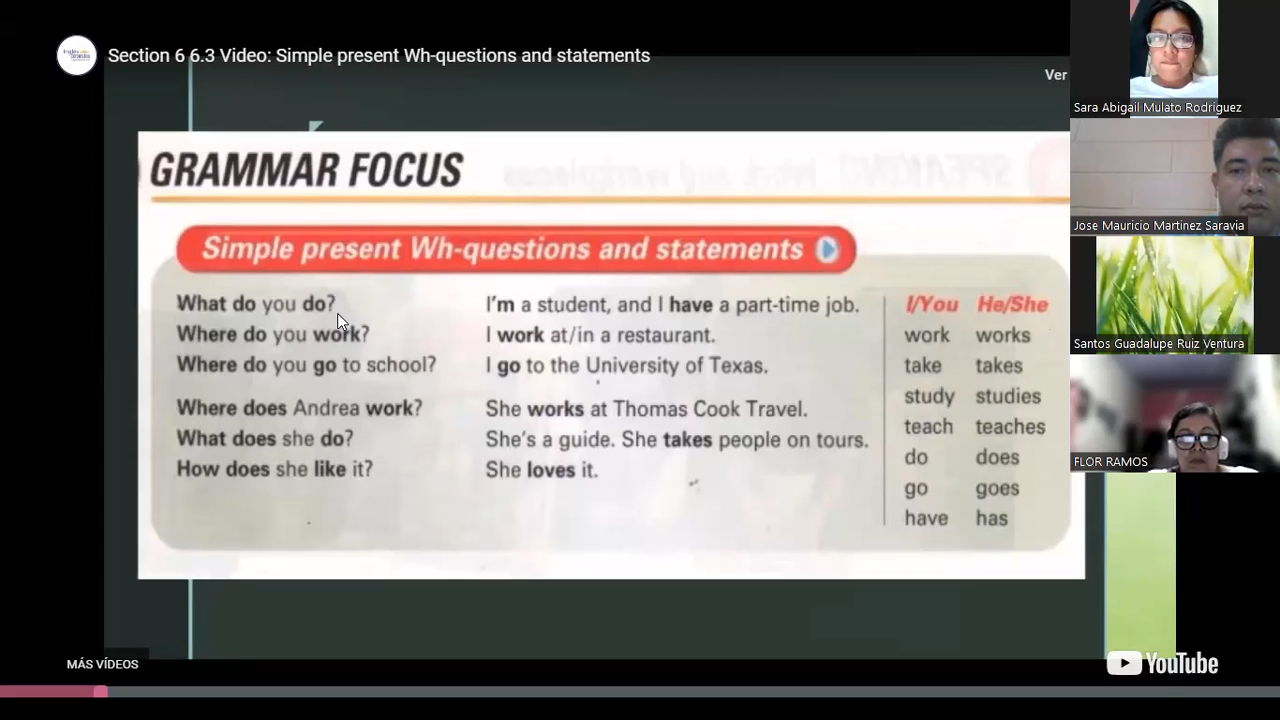 Section 6 6.3 Video: Simple present Wh-questions and statements
Ver
GRAMMAR FOCUS
Simple present Wh-questions and statements
What do you do? I'm a student, and I have a part-time job.
Where do you work? I work at/in a restaurant.
Where do you go to school? I go to the University of Texas.
Where does Andrea work? She works at Thomas Cook Travel.
What does she do? She's a guide. She takes people on tours.
How does she like it? She loves it.
I/You He/She
work works
take takes
study studies
teach teaches
do does
go goes
have has
Sara Abigail Mulato Rodriguez
Jose Mauricio Martinez Saravia
Santos Guadalupe Ruiz Ventura
FLOR RAMOS
MÁS VÍDEOS
YouTube